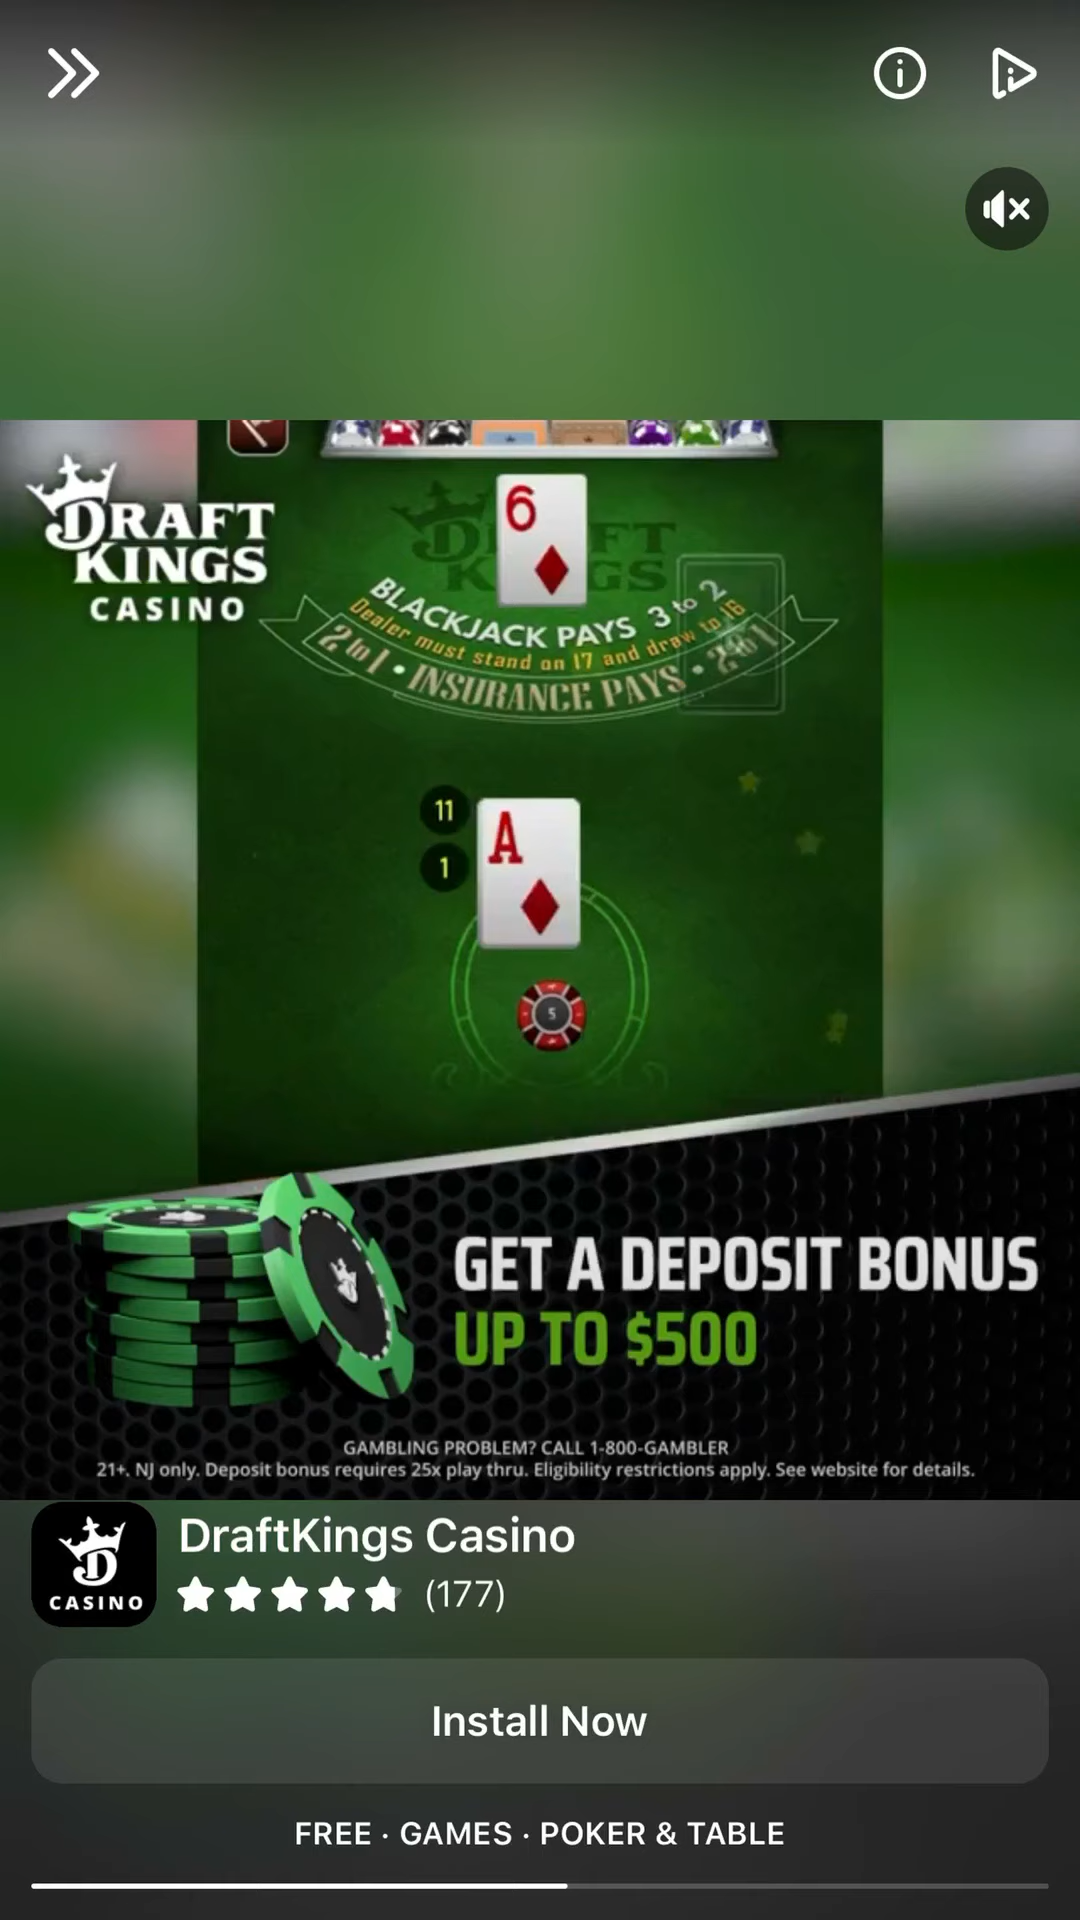 DRAFT
KINGS
CASINO
6
BLACKJACK PAYS 3 to 2
Dealer must stand on 17 and draw to 16
2 to 1 • INSURANCE PAYS • 2 to 1
11
1
A
5
GET A DEPOSIT BONUS
UP TO $500
GAMBLING PROBLEM? CALL 1-800-GAMBLER
21+. NJ only. Deposit bonus requires 25x play thru. Eligibility restrictions apply. See website for details.
D
CASINO
DraftKings Casino
(177)
Install Now
FREE · GAMES · POKER & TABLE